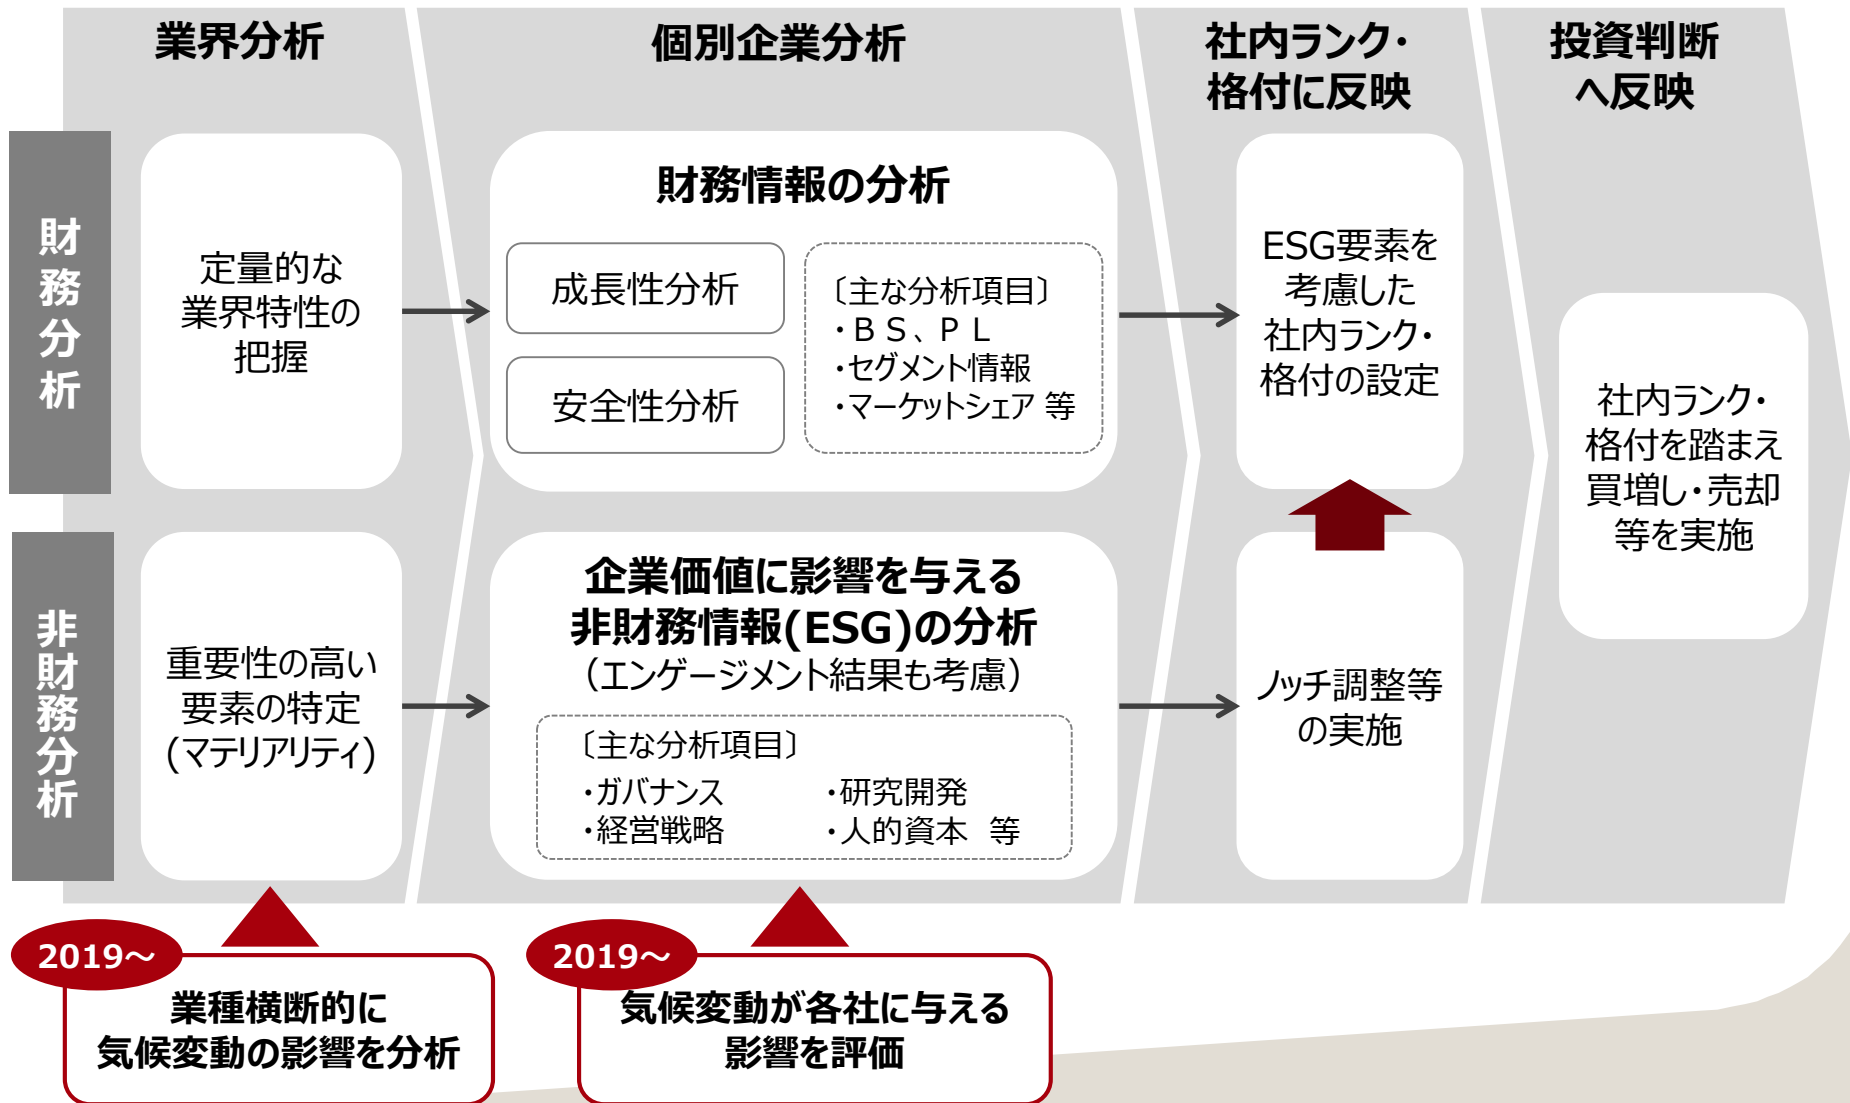 業界分析
個別企業分析
社内ランク・
格付に反映
投資判断
へ反映
財務分析
定量的な
業界特性の
把握
財務情報の分析
成長性分析
安全性分析
〔主な分析項目〕
・ＢＳ、ＰＬ
・セグメント情報
・マーケットシェア 等
ESG要素を
考慮した
社内ランク・
格付の設定
社内ランク・
格付を踏まえ
買増し・売却
等を実施
非財務分析
重要性の高い
要素の特定
(マテリアリティ)
企業価値に影響を与える
非財務情報(ESG)の分析
（エンゲージメント結果も考慮）
〔主な分析項目〕
・ガバナンス ・研究開発
・経営戦略 ・人的資本 等
ノッチ調整等
の実施
2019～
業種横断的に
気候変動の影響を分析
2019～
気候変動が各社に与える
影響を評価